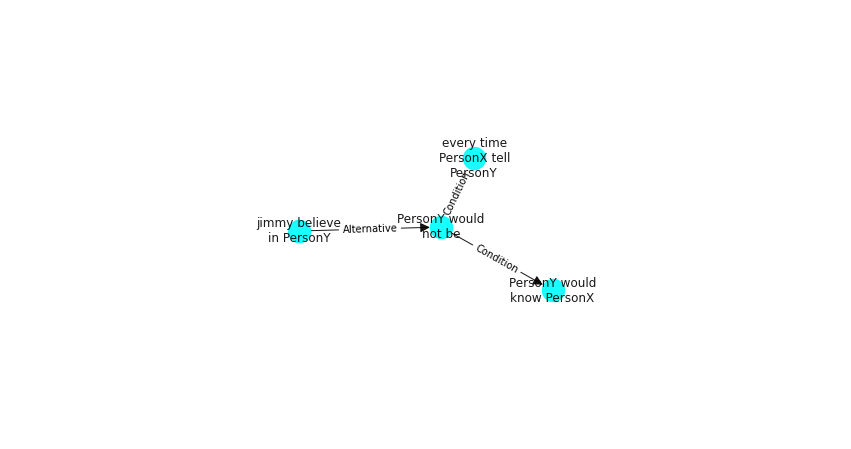 every time
PersonX tell
PersonY
Condition
jimmy believe
in PersonY
Alternative
PersonY would
not be
Condition
PersonY would
know PersonX